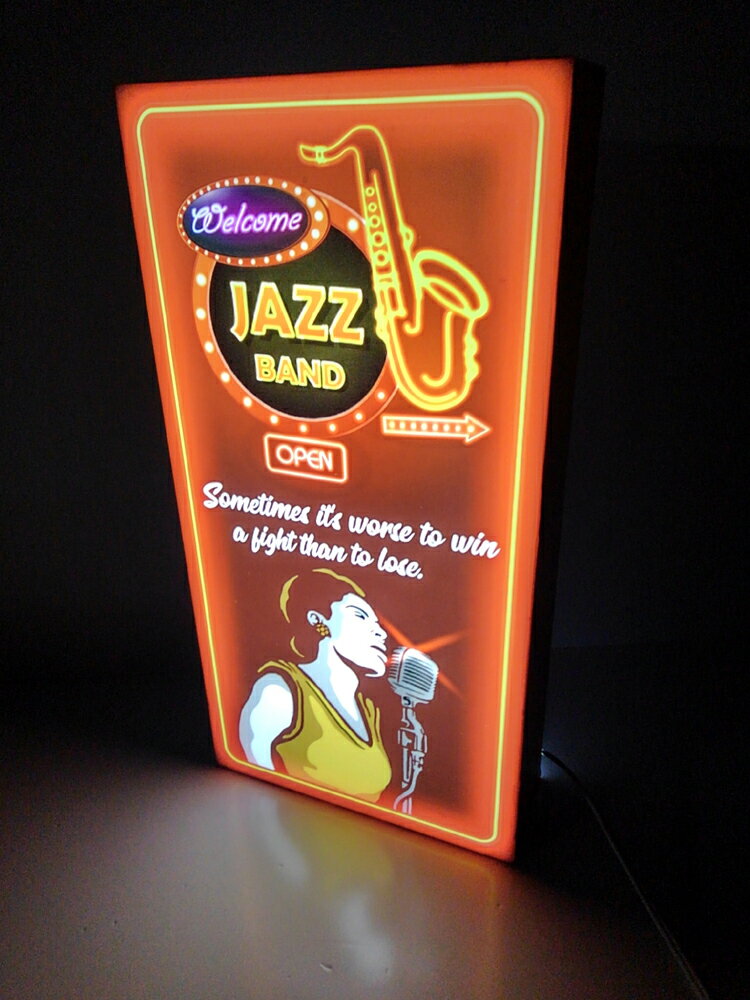 Welcome
JAZZ
BAND
OPEN
Sometimes it's worse to win
a fight than to lose.